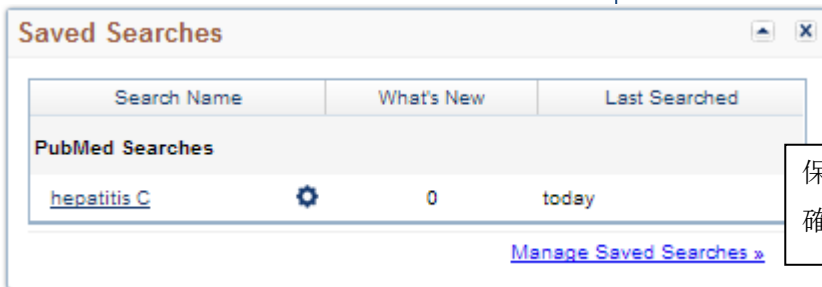 Saved Searches
Search Name What's New Last Searched
PubMed Searches
hepatitis C 0 today
保
確
Manage Saved Searches »